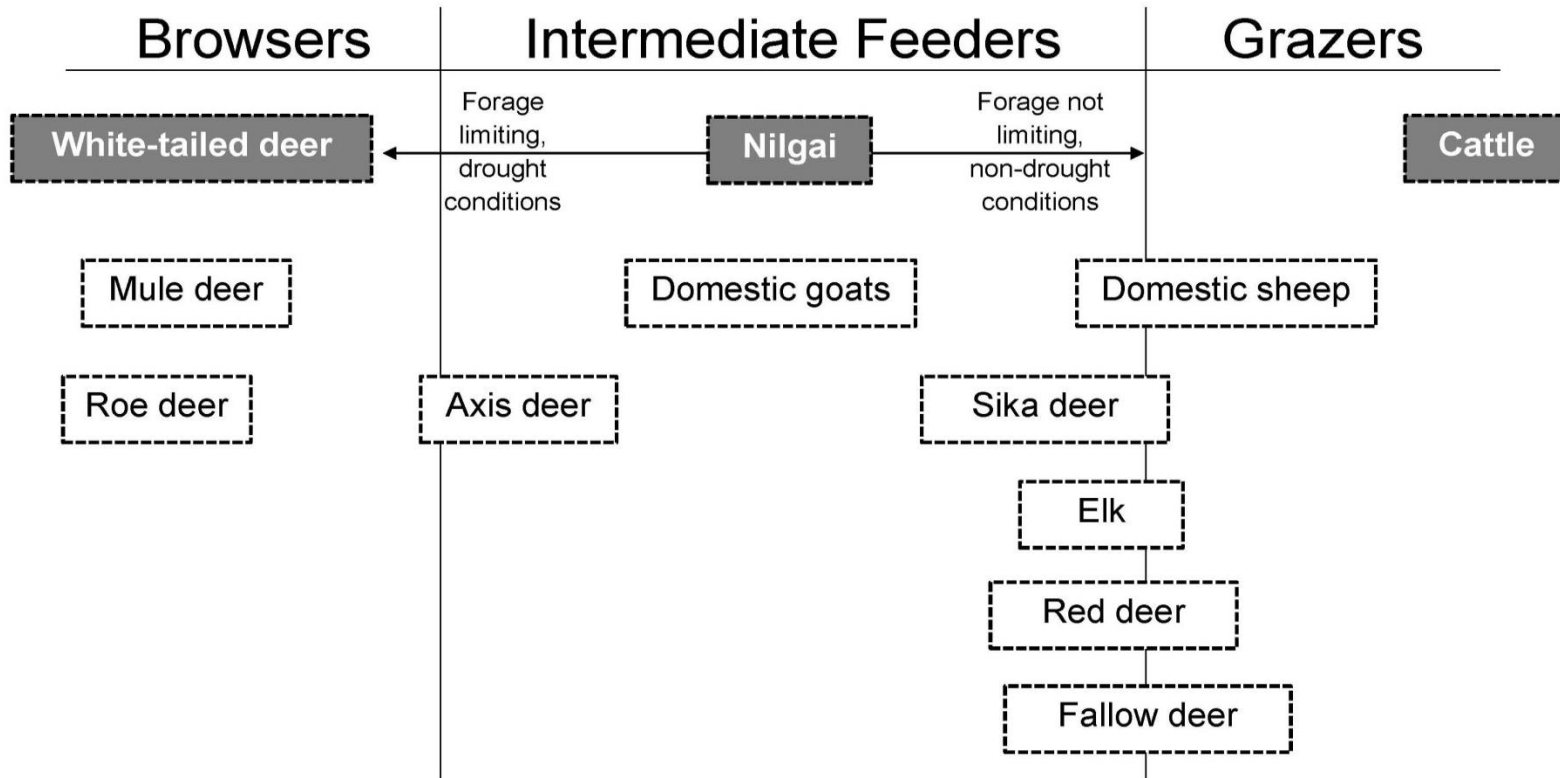 Browsers
Intermediate Feeders
Grazers
White-tailed deer
Forage
limiting,
drought
conditions
Nilgai
Forage not
limiting,
non-drought
conditions
Cattle
Mule deer
Domestic goats
Domestic sheep
Roe deer
Axis deer
Sika deer
Elk
Red deer
Fallow deer